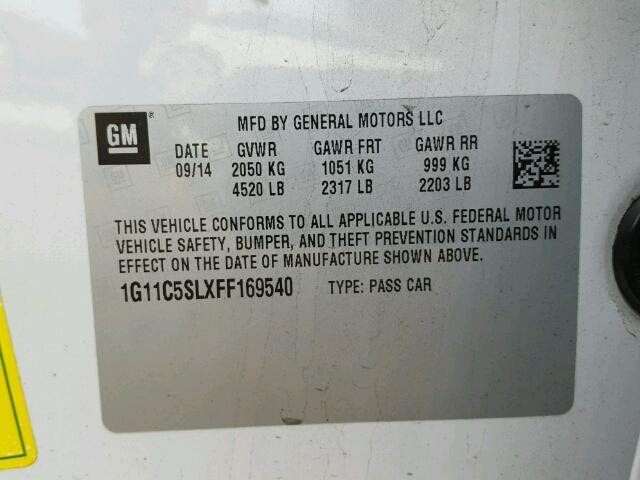 GM ®
MFD BY GENERAL MOTORS LLC
DATE GVWR GAWR FRT GAWR RR
09/14 2050 KG 1051 KG 999 KG
4520 LB 2317 LB 2203 LB
THIS VEHICLE CONFORMS TO ALL APPLICABLE U.S. FEDERAL MOTOR
VEHICLE SAFETY, BUMPER, AND THEFT PREVENTION STANDARDS IN
EFFECT ON THE DATE OF MANUFACTURE SHOWN ABOVE.
1G11C5SLXFF169540 TYPE: PASS CAR